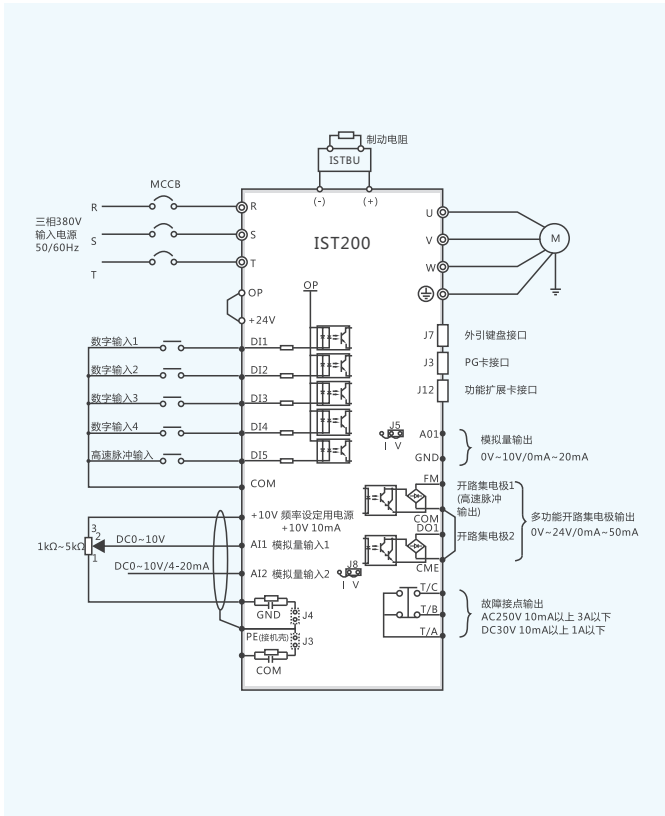 制动电阻
ISTBU
MCCB
(-)
(+)
R
R
U
三相380V
输入电源
50/60Hz
S
S
V
M
IST200
T
T
W
OP
OP
+24V
J7
外引键盘接口
数字输入1
DI1
J3
PG卡接口
数字输入2
DI2
J12
功能扩展卡接口
数字输入3
DI3
数字输入4
DI4
J5
I
V
A01
模拟量输出
0V~10V/0mA~20mA
高速脉冲输入
DI5
GND
COM
FM
开路集电极1
(高速脉冲
输出)
COM
DO1
多功能开路集电极输出
0V~24V/0mA~50mA
开路集电极2
CME
+10V 频率设定用电源
+10V 10mA
3
2
1
1kΩ~5kΩ
DC0~10V
AI1 模拟量输入1
DC0~10V/4-20mA
AI2 模拟量输入2
J8
I
V
T/C
T/B
T/A
故障接点输出
AC250V 10mA以上 3A以下
DC30V 10mA以上 1A以下
GND
J4
PE(接机壳)
J3
COM